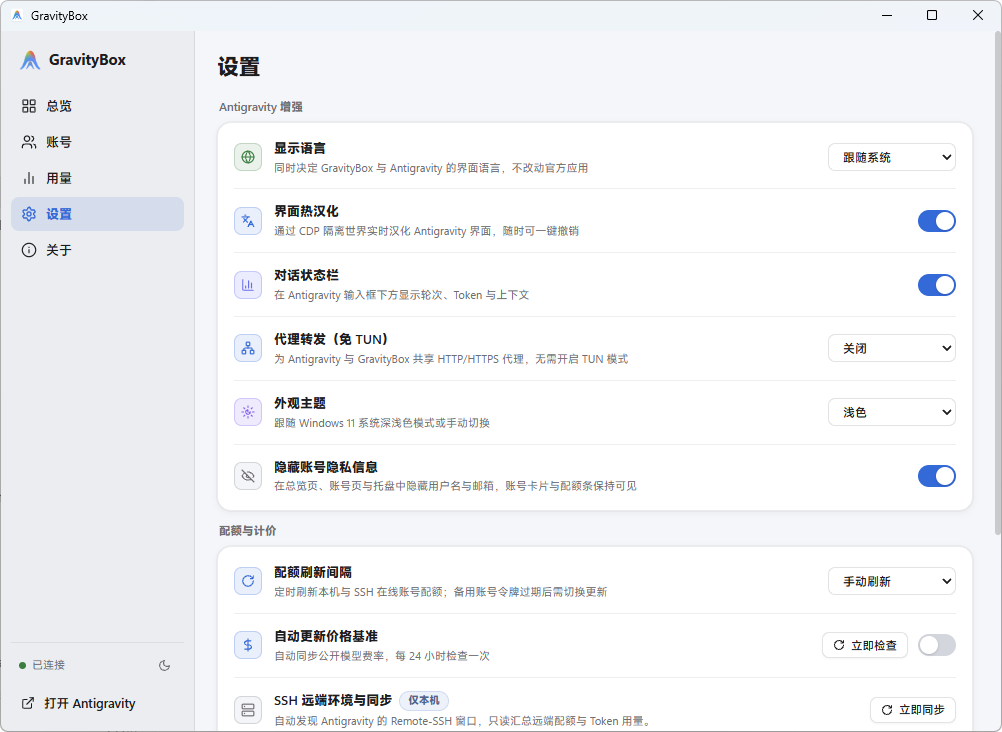 GravityBox
GravityBox
总览
账号
用量
设置
关于
已连接
打开 Antigravity
设置
Antigravity 增强
显示语言
同时决定 GravityBox 与 Antigravity 的界面语言，不改动官方应用
跟随系统
界面热汉化
通过 CDP 隔离世界实时汉化 Antigravity 界面，随时可一键撤销
对话状态栏
在 Antigravity 输入框下方显示轮次、Token 与上下文
代理转发（免 TUN）
为 Antigravity 与 GravityBox 共享 HTTP/HTTPS 代理，无需开启 TUN 模式
关闭
外观主题
跟随 Windows 11 系统深浅色模式或手动切换
浅色
隐藏账号隐私信息
在总览页、账号页与托盘中隐藏用户名与邮箱，账号卡片与配额条保持可见
配额与计价
配额刷新间隔
定时刷新本机与 SSH 在线账号配额；备用账号令牌过期后需切换更新
手动刷新
自动更新价格基准
自动同步公开模型费率，每 24 小时检查一次
立即检查
SSH 远端环境与同步 仅本机
自动发现 Antigravity 的 Remote-SSH 窗口，只读汇总远端配额与 Token 用量。
立即同步